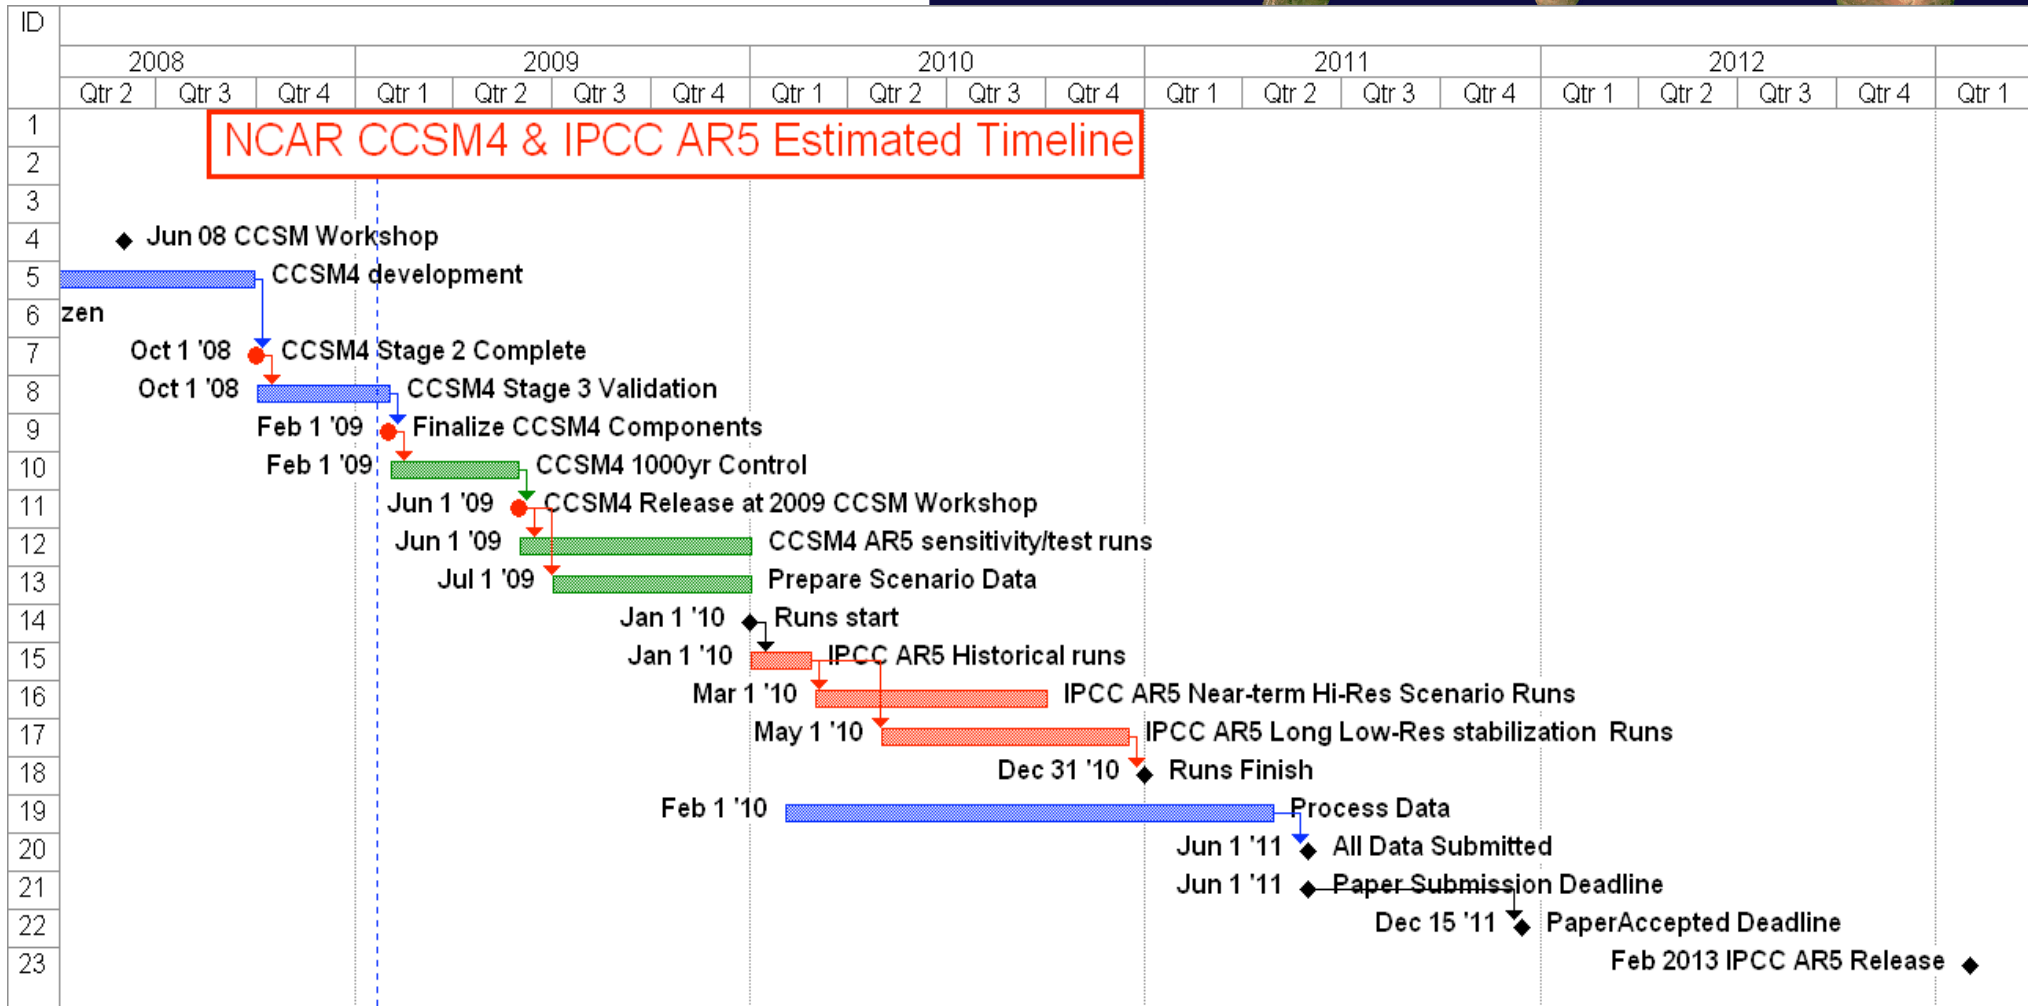 ID
2008 2009 2010 2011 2012
Qtr 2 Qtr 3 Qtr 4 Qtr 1 Qtr 2 Qtr 3 Qtr 4 Qtr 1 Qtr 2 Qtr 3 Qtr 4 Qtr 1 Qtr 2 Qtr 3 Qtr 4 Qtr 1 Qtr 2 Qtr 3 Qtr 4 Qtr 1
NCAR CCSM4 & IPCC AR5 Estimated Timeline
1
2
3
4 Jun 08 CCSM Workshop
5 CCSM4 development
6 zen
7 Oct 1 '08 CCSM4 Stage 2 Complete
8 Oct 1 '08 CCSM4 Stage 3 Validation
9 Feb 1 '09 Finalize CCSM4 Components
10 Feb 1 '09 CCSM4 1000yr Control
11 Jun 1 '09 CCSM4 Release at 2009 CCSM Workshop
12 Jun 1 '09 CCSM4 AR5 sensitivity/test runs
13 Jul 1 '09 Prepare Scenario Data
14 Jan 1 '10 Runs start
15 Jan 1 '10 IPCC AR5 Historical runs
16 Mar 1 '10 IPCC AR5 Near-term Hi-Res Scenario Runs
17 May 1 '10 IPCC AR5 Long Low-Res stabilization Runs
18 Dec 31 '10 Runs Finish
19 Feb 1 '10 Process Data
20 Jun 1 '11 All Data Submitted
21 Jun 1 '11 Paper Submission Deadline
22 Dec 15 '11 PaperAccepted Deadline
23 Feb 2013 IPCC AR5 Release